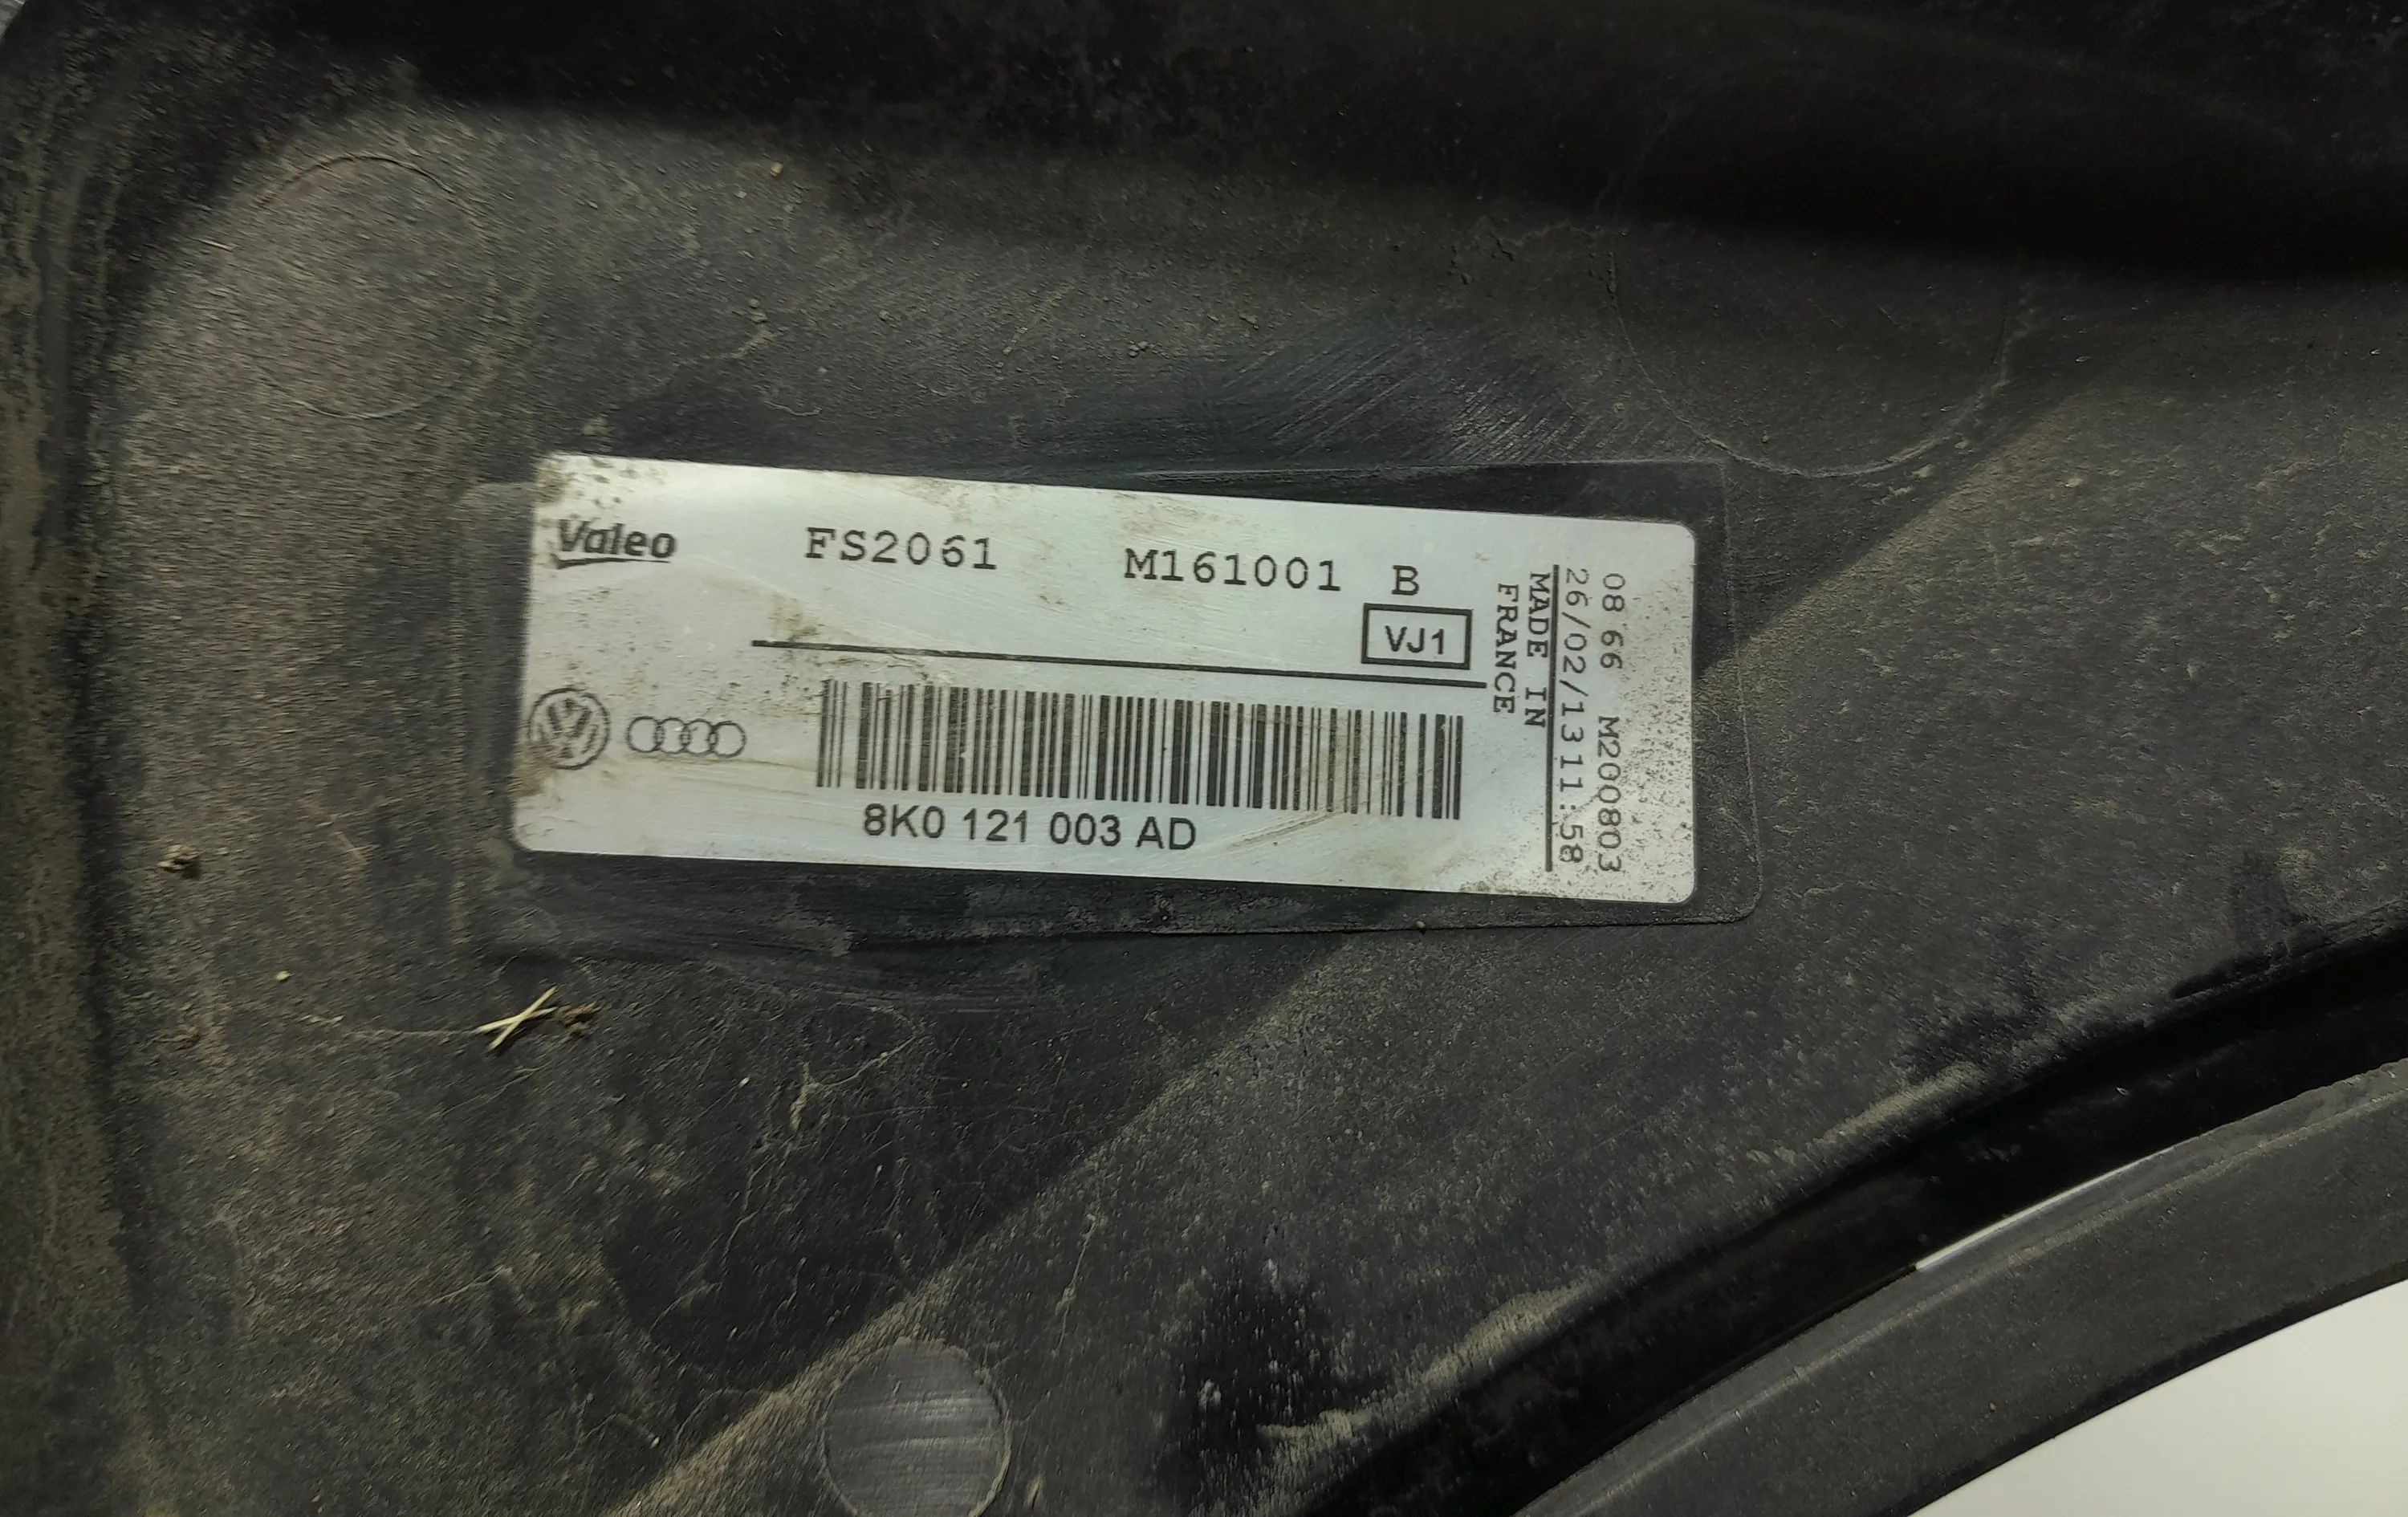 Valeo FS2061 M161001 B
VJ1
8K0 121 003 AD
MADE IN
FRANCE
08 66 M200803
26/02/13 11:58